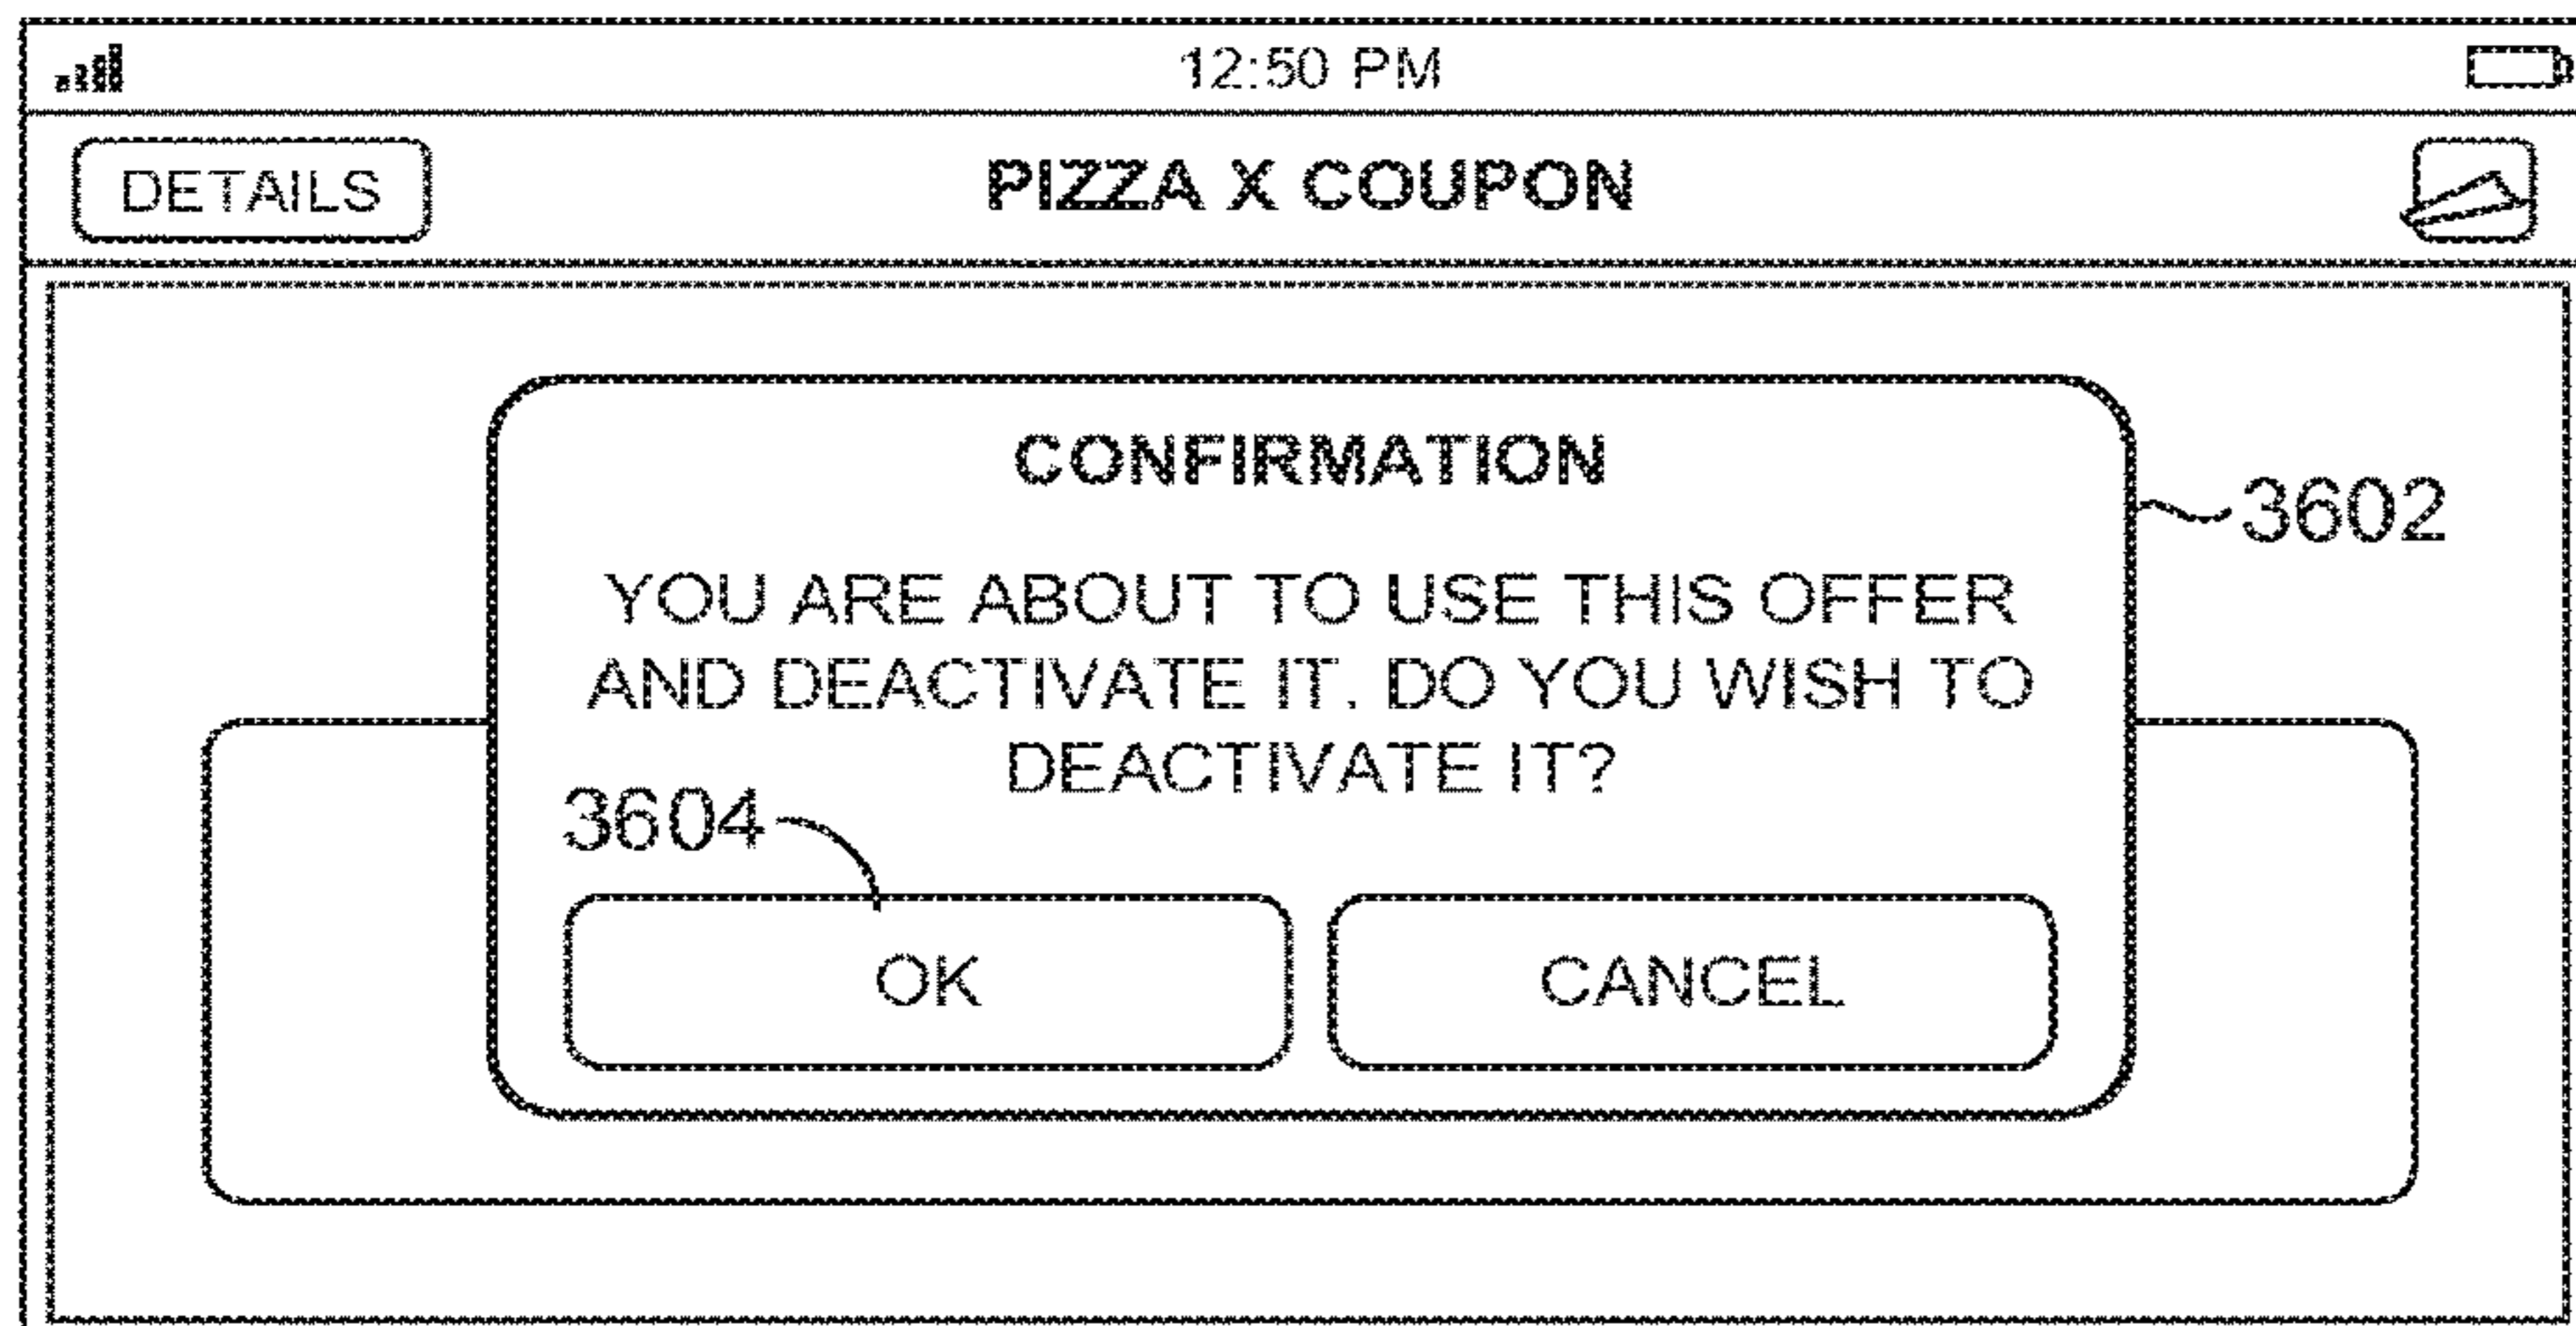 12:50 PM
DETAILS
PIZZA X COUPON
CONFIRMATION
3602
YOU ARE ABOUT TO USE THIS OFFER
AND DEACTIVATE IT. DO YOU WISH TO
DEACTIVATE IT?
3604
OK
CANCEL